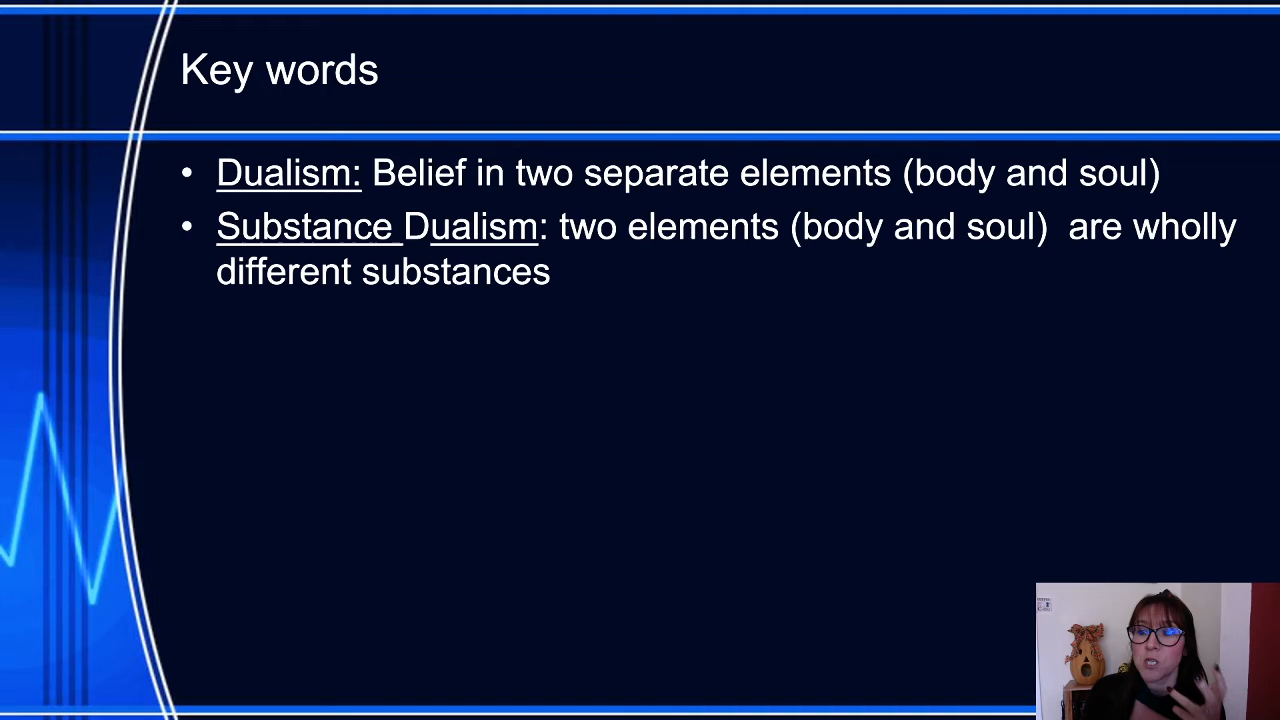 Key words
• Dualism: Belief in two separate elements (body and soul)
• Substance Dualism: two elements (body and soul)  are wholly
different substances